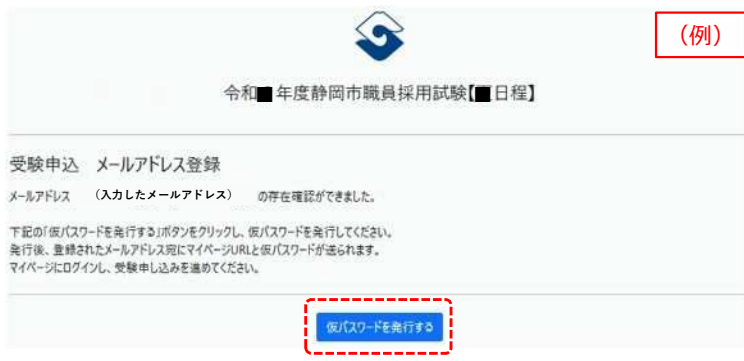 （例）
令和■年度静岡市職員採用試験【■日程】
受験申込　メールアドレス登録
メールアドレス　（入力したメールアドレス）　の存在確認ができました。
下記の「仮パスワードを発行する」ボタンをクリックし、仮パスワードを発行してください。
発行後、登録されたメールアドレス宛にマイページURLと仮パスワードが送られます。
マイページにログインし、受験申し込みを進めてください。
仮パスワードを発行する